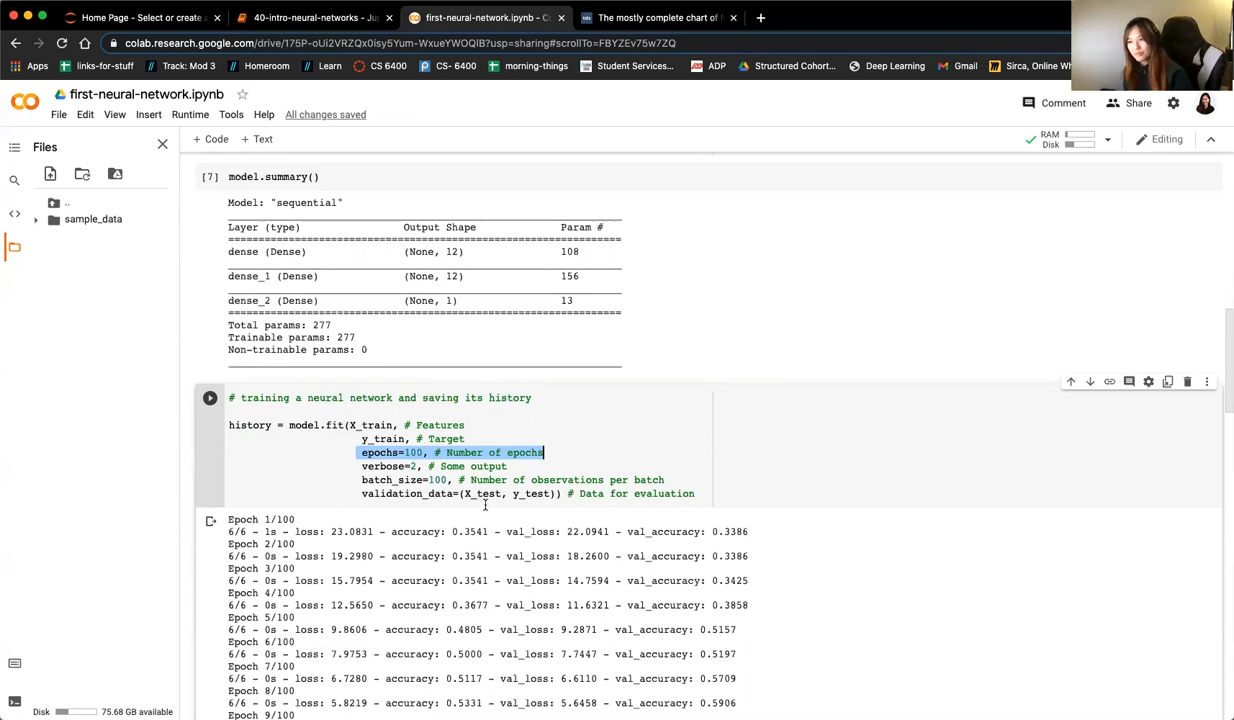 Home Page - Select or create a
40-intro-neural-networks - Jup
first-neural-network.ipynb - Co
The mostly complete chart of N
colab.research.google.com/drive/175P-oUi2VRZQx0isy5Yum-WxueYWOQIB?usp=sharing#scrollTo=FBYZEv75w7ZQ
Apps
links-for-stuff
Track: Mod 3
Homeroom
Learn
CS 6400
CS- 6400
morning-things
Student Services...
ADP
Structured Cohort...
Deep Learning
Gmail
Sirca, Online
first-neural-network.ipynb
Comment
Share
File Edit View Insert Runtime Tools Help All changes saved
Files
+ Code + Text
RAM
Disk
Editing
..
sample_data
[7] model.summary()
Model: "sequential"
Layer (type) Output Shape Param #
=================================================================
dense (Dense) (None, 12) 108
dense_1 (Dense) (None, 12) 156
dense_2 (Dense) (None, 1) 13
=================================================================
Total params: 277
Trainable params: 277
Non-trainable params: 0
# training a neural network and saving its history
history = model.fit(X_train, # Features
y_train, # Target
epochs=100, # Number of epochs
verbose=2, # Some output
batch_size=100, # Number of observations per batch
validation_data=(X_test, y_test)) # Data for evaluation
Epoch 1/100
6/6 - 1s - loss: 23.0831 - accuracy: 0.3541 - val_loss: 22.0941 - val_accuracy: 0.3386
Epoch 2/100
6/6 - 0s - loss: 19.2980 - accuracy: 0.3541 - val_loss: 18.2600 - val_accuracy: 0.3386
Epoch 3/100
6/6 - 0s - loss: 15.7954 - accuracy: 0.3541 - val_loss: 14.7594 - val_accuracy: 0.3425
Epoch 4/100
6/6 - 0s - loss: 12.5650 - accuracy: 0.3677 - val_loss: 11.6321 - val_accuracy: 0.3858
Epoch 5/100
6/6 - 0s - loss: 9.8606 - accuracy: 0.4805 - val_loss: 9.2871 - val_accuracy: 0.5157
Epoch 6/100
6/6 - 0s - loss: 7.9753 - accuracy: 0.5000 - val_loss: 7.7447 - val_accuracy: 0.5197
Epoch 7/100
6/6 - 0s - loss: 6.7280 - accuracy: 0.5117 - val_loss: 6.6110 - val_accuracy: 0.5709
Epoch 8/100
6/6 - 0s - loss: 5.8219 - accuracy: 0.5331 - val_loss: 5.6458 - val_accuracy: 0.5906
Epoch 9/100
Disk
75.68 GB available